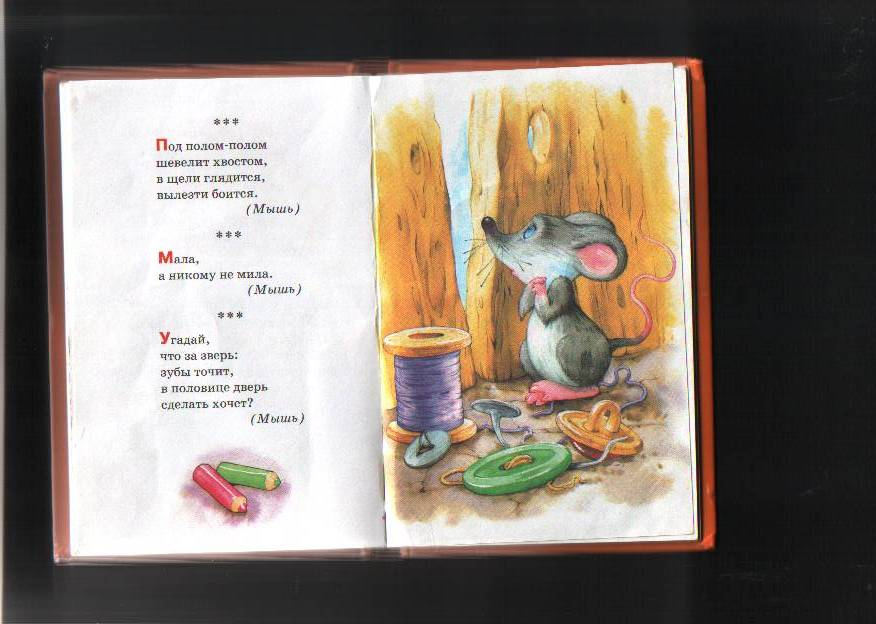 ***
Под полом-полом
шевелит хвостом,
в щели глядится,
вылезти боится.
(Мышь)
***
Мала,
а никому не мила.
(Мышь)
***
Угадай,
что за зверь:
зубы точит,
в половице дверь
сделать хочет?
(Мышь)